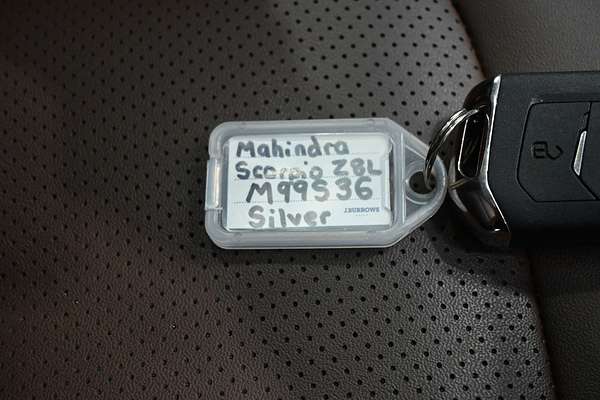 Mahindra
Scorpio Z8L
M99536
Silver
J.BURROWS